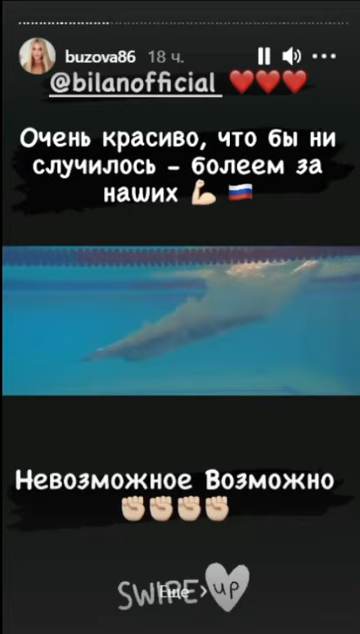 buzova86 18 ч.
@bilanofficial
Очень красиво, что бы ни
случилось - болеем за
наших
Невозможное Возможно
SWIPE up
Ещё